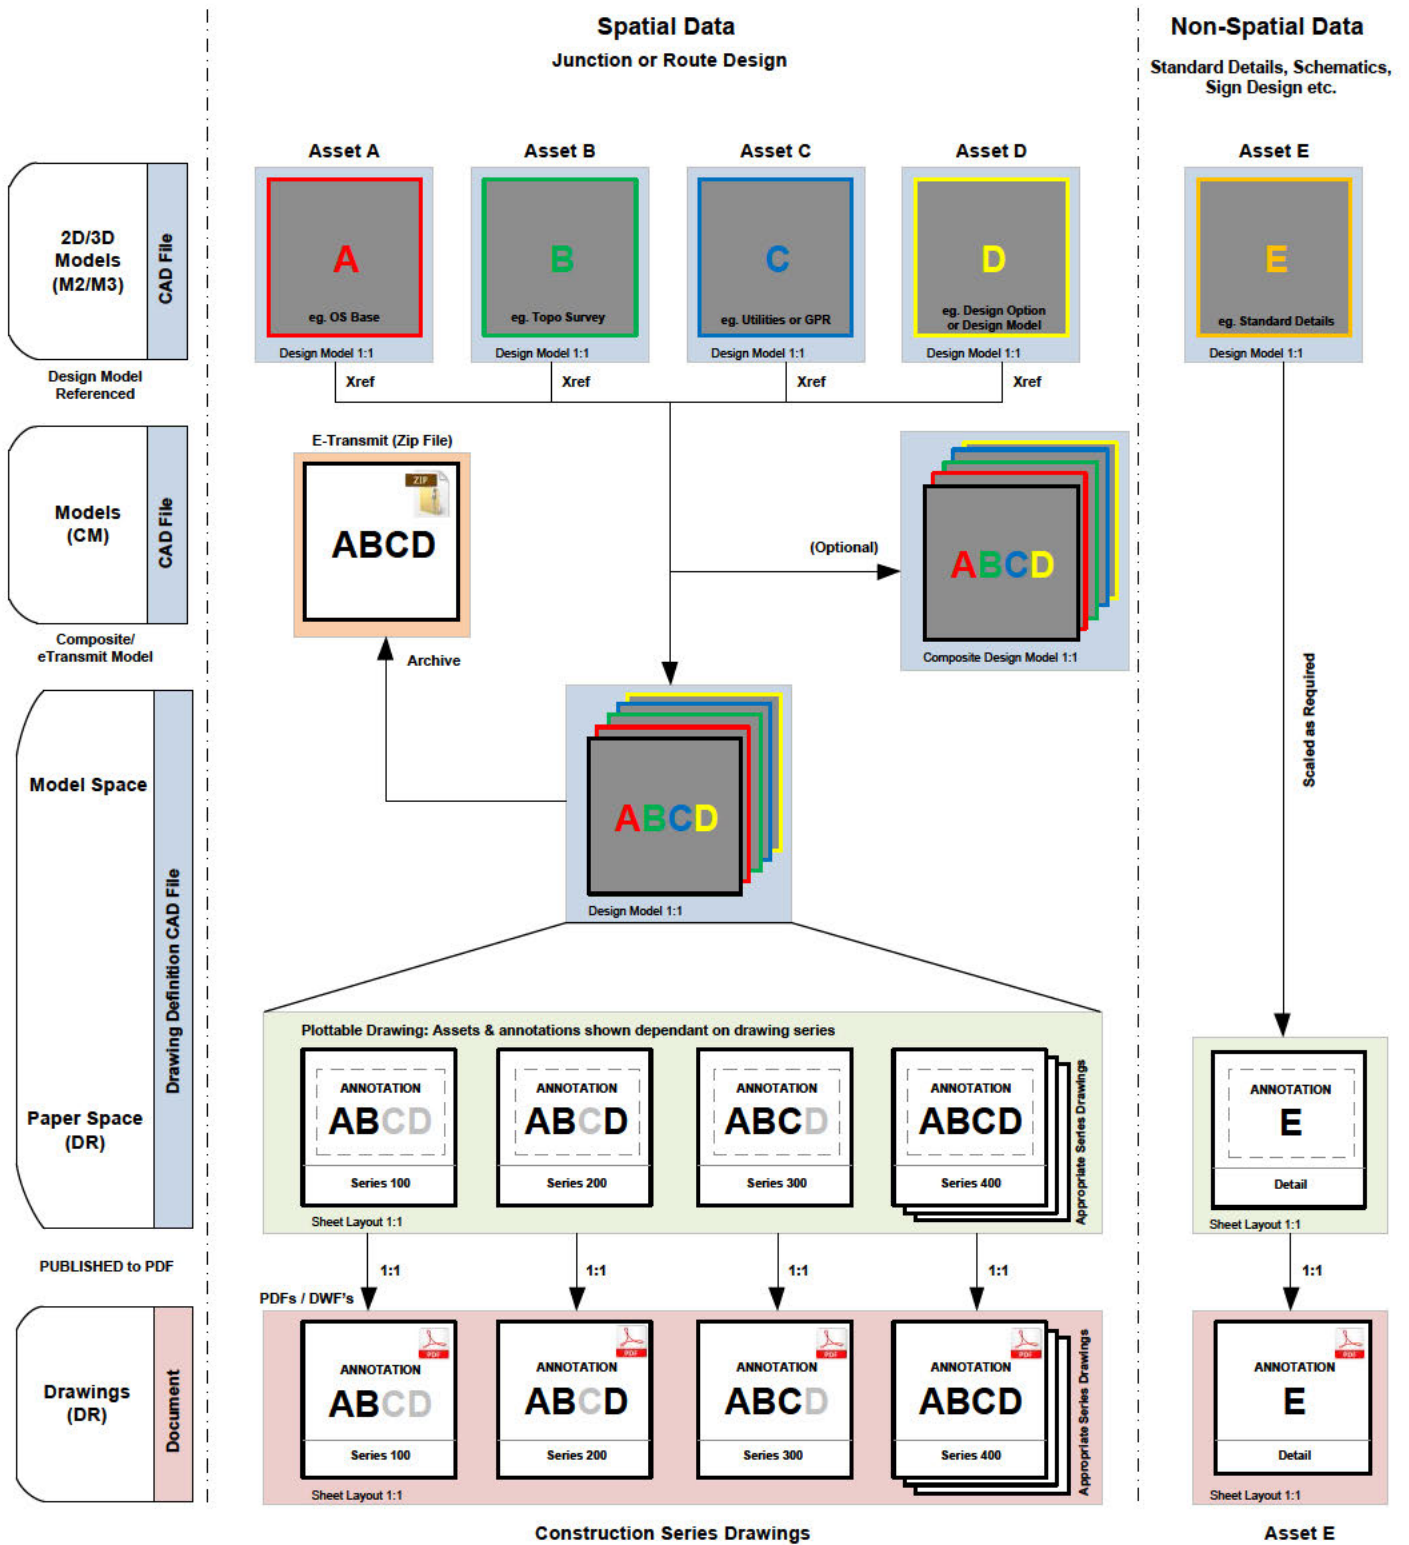 Spatial Data
Junction or Route Design
Non-Spatial Data
Standard Details, Schematics,
Sign Design etc.
2D/3D
Models
(M2/M3)
CAD File
Design Model
Referenced
Asset A
A
eg. OS Base
Design Model 1:1
Xref
Asset B
B
eg. Topo Survey
Design Model 1:1
Xref
Asset C
C
eg. Utilities or GPR
Design Model 1:1
Xref
Asset D
D
eg. Design Option
or Design Model
Design Model 1:1
Xref
Asset E
E
eg. Standard Details
Design Model 1:1
Models
(CM)
CAD File
Composite/
eTransmit Model
E-Transmit (Zip File)
ZIP
ABCD
Archive
(Optional)
ABCD
Composite Design Model 1:1
Scaled as Required
Model Space
Drawing Definition CAD File
Paper Space
(DR)
ABCD
Design Model 1:1
Plottable Drawing: Assets & annotations shown dependant on drawing series
ANNOTATION
ABCD
Series 100
Sheet Layout 1:1
ANNOTATION
ABCD
Series 200
ANNOTATION
ABCD
Series 300
ANNOTATION
ABCD
Series 400
Appropriate Series Drawings
ANNOTATION
E
Detail
Sheet Layout 1:1
PUBLISHED to PDF
1:1
1:1
1:1
1:1
1:1
PDFs / DWF's
Drawings
(DR)
Document
PDF
ANNOTATION
ABCD
Series 100
Sheet Layout 1:1
PDF
ANNOTATION
ABCD
Series 200
PDF
ANNOTATION
ABCD
Series 300
PDF
ANNOTATION
ABCD
Series 400
Appropriate Series Drawings
PDF
ANNOTATION
E
Detail
Sheet Layout 1:1
Construction Series Drawings
Asset E